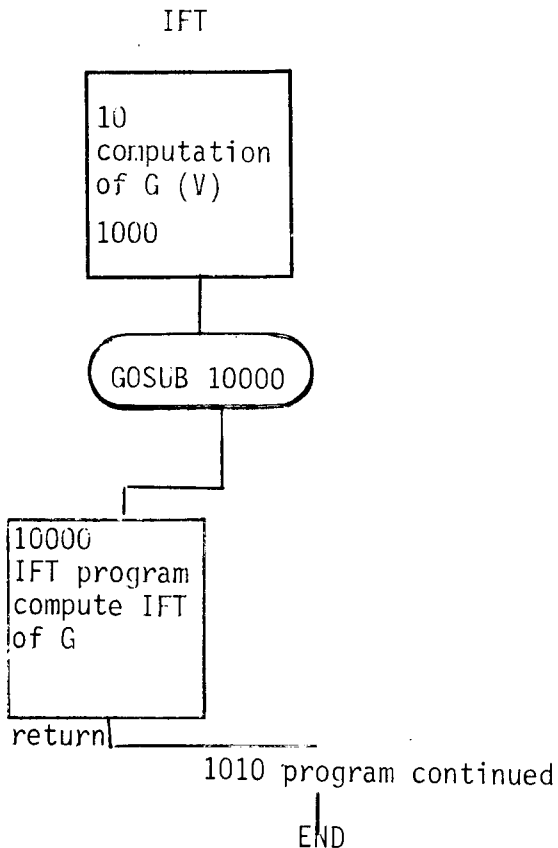 IFT
10
computation
of G (V)
1000
GOSUB 10000
10000
IFT program
compute IFT
of G
return
1010 program continued
END